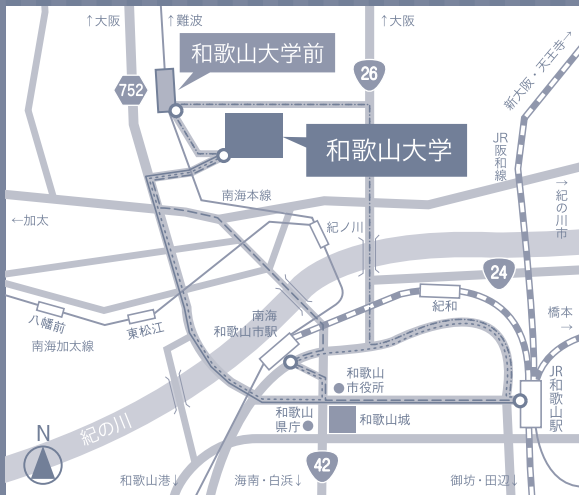 ↑大阪
↑難波
↑大阪
和歌山大学前
26
752
新大阪・天王寺→
和歌山大学
JR阪和線
南海本線
→紀の川市
←加太
紀ノ川
24
八幡前
東松江
南海加太線
南海
和歌山市駅
紀和
橋本
→
和歌山
市役所
JR和歌山駅
和歌山
県庁
和歌山城
紀の川
N
42
和歌山港↓
海南・白浜↓
御坊・田辺↓